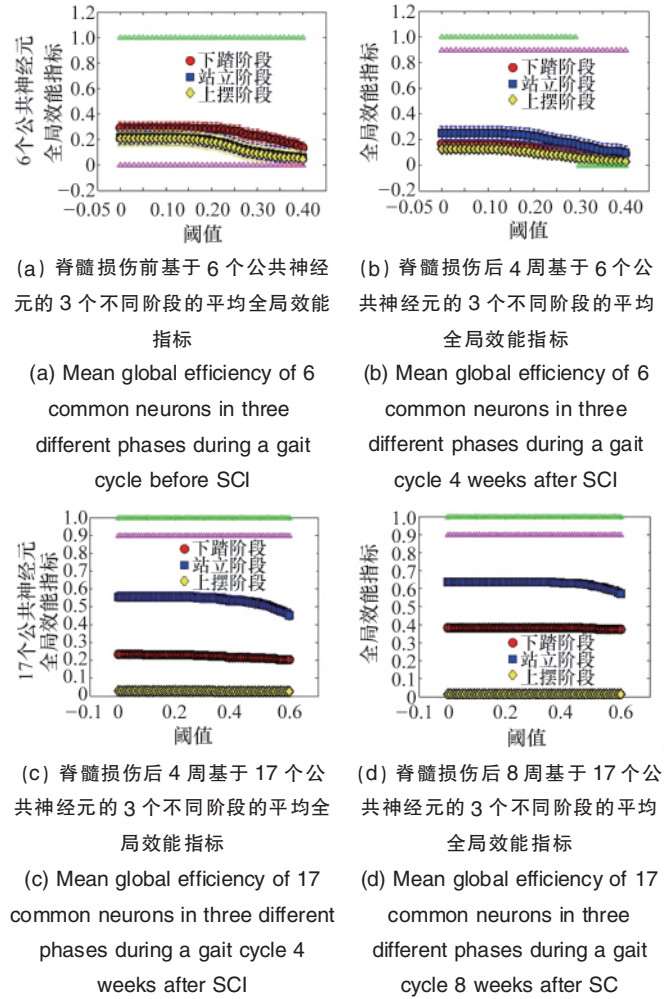 6个公共神经元
全局效能指标
1.2
1.0
0.8
0.6
0.4
0.2
0
−0.2
下踏阶段
站立阶段
上摆阶段
−0.05 0 0.10 0.20 0.30 0.40
阈值
(a) 脊髓损伤前基于 6 个公共神经
元的 3 个不同阶段的平均全局效能
指标
(a) Mean global efficiency of 6
common neurons in three
different phases during a gait
cycle before SCI
全局效能指标
1.2
1.0
0.8
0.6
0.4
0.2
0
−0.2
下踏阶段
站立阶段
上摆阶段
−0.05 0 0.10 0.20 0.30 0.40
阈值
(b) 脊髓损伤后 4 周基于 6 个公
共神经元的 3 个不同阶段的平均
全局效能指标
(b) Mean global efficiency of 6
common neurons in three
different phases during a gait
cycle 4 weeks after SCI
17个公共神经元
全局效能指标
1.0
0.9
0.8
0.7
0.6
0.5
0.4
0.3
0.2
0.1
0
下踏阶段
站立阶段
上摆阶段
−0.1 0 0.2 0.4 0.6
阈值
(c) 脊髓损伤后 4 周基于 17 个公
共神经元的 3 个不同阶段的平均全
局效能指标
(c) Mean global efficiency of 17
common neurons in three different
phases during a gait cycle 4
weeks after SCI
全局效能指标
1.0
0.9
0.8
0.7
0.6
0.5
0.4
0.3
0.2
0.1
0
下踏阶段
站立阶段
上摆阶段
−0.1 0 0.2 0.4 0.6
阈值
(d) 脊髓损伤后 8 周基于 17 个公
共神经元的 3 个不同阶段的平均
全局效能指标
(d) Mean global efficiency of 17
common neurons in three
different phases during a gait
cycle 8 weeks after SC